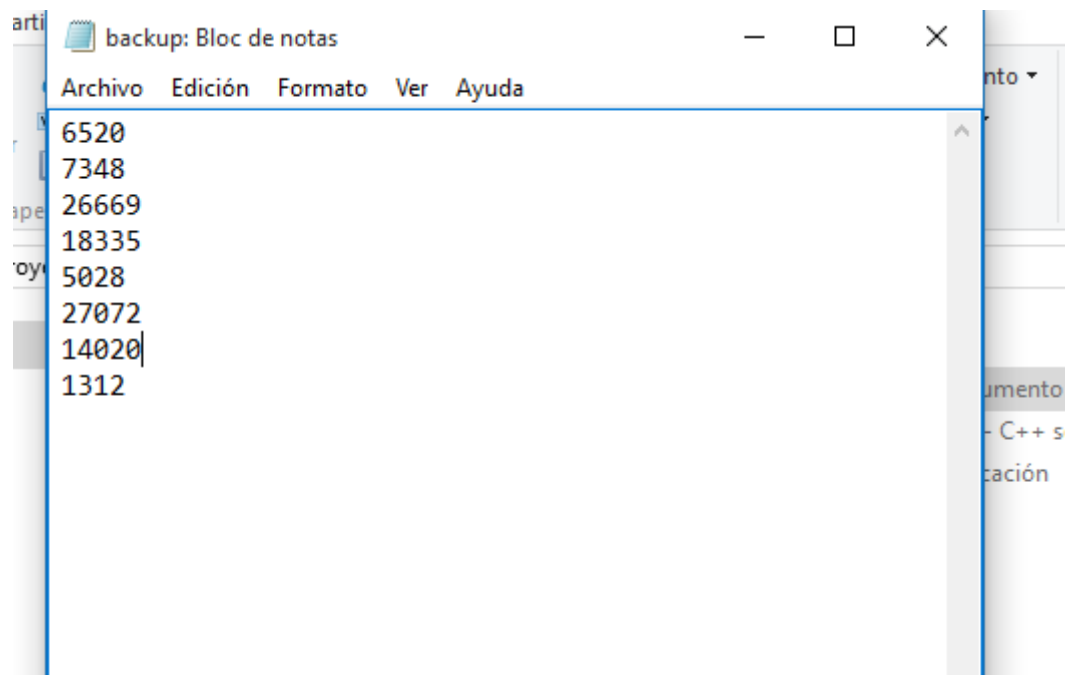 backup: Bloc de notas
Archivo Edición Formato Ver Ayuda
6520
7348
26669
18335
5028
27072
14020
1312
C++